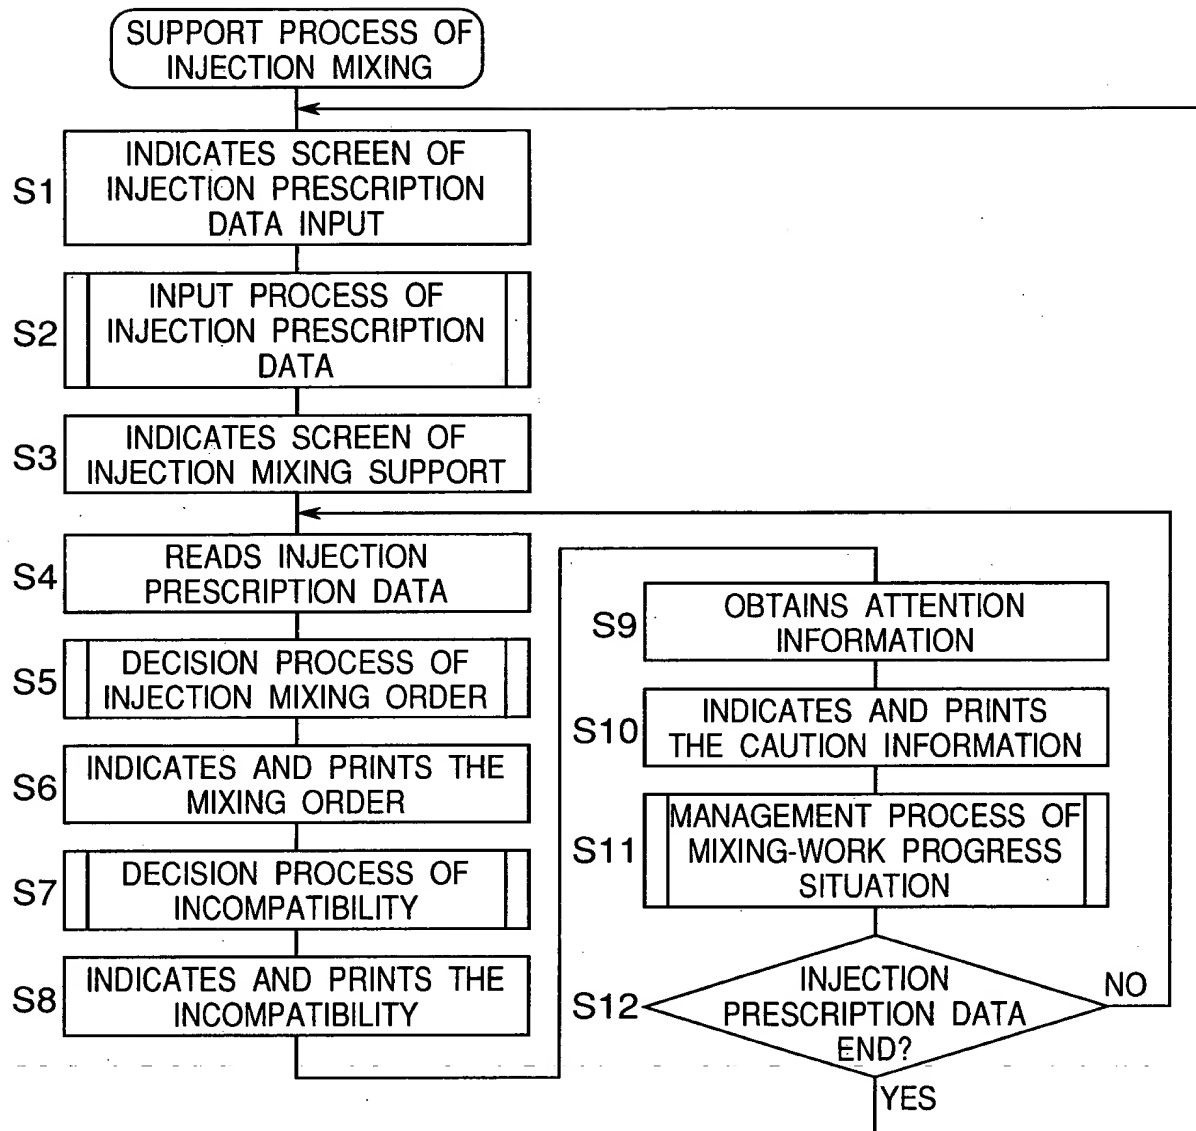 SUPPORT PROCESS OF
INJECTION MIXING
S1
INDICATES SCREEN OF
INJECTION PRESCRIPTION
DATA INPUT
S2
INPUT PROCESS OF
INJECTION PRESCRIPTION
DATA
S3
INDICATES SCREEN OF
INJECTION MIXING SUPPORT
S4
READS INJECTION
PRESCRIPTION DATA
S5
DECISION PROCESS OF
INJECTION MIXING ORDER
S6
INDICATES AND PRINTS THE
MIXING ORDER
S7
DECISION PROCESS OF
INCOMPATIBILITY
S8
INDICATES AND PRINTS THE
INCOMPATIBILITY
S9
OBTAINS ATTENTION
INFORMATION
S10
INDICATES AND PRINTS
THE CAUTION INFORMATION
S11
MANAGEMENT PROCESS OF
MIXING-WORK PROGRESS
SITUATION
S12
INJECTION
PRESCRIPTION DATA
END?
NO
YES